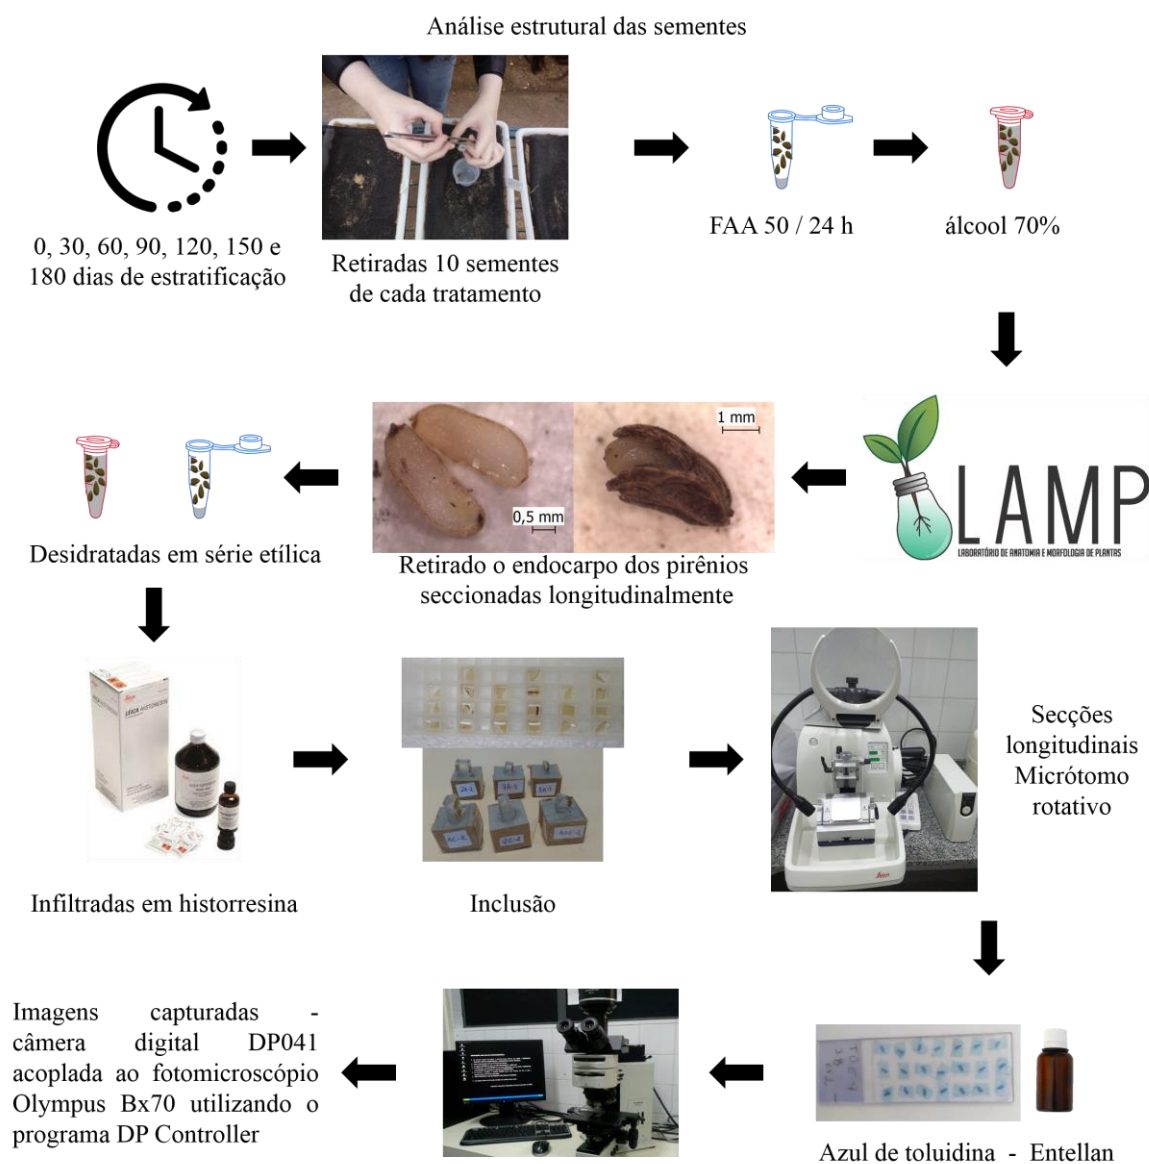 Análise estrutural das sementes
0, 30, 60, 90, 120, 150 e
180 dias de estratificação
Retiradas 10 sementes
de cada tratamento
FAA 50 / 24 h
álcool 70%
LAMP
LABORATÓRIO DE ANATOMIA E MORFOLOGIA DE PLANTAS
1 mm
0,5 mm
Retirado o endocarpo dos pirênios
seccionadas longitudinalmente
Desidratadas em série etílica
Infiltradas em historresina
Inclusão
Secções
longitudinais
Micrótomo
rotativo
Azul de toluidina - Entellan
Imagens capturadas -
câmera digital DP041
acoplada ao fotomicroscópio
Olympus Bx70 utilizando o
programa DP Controller